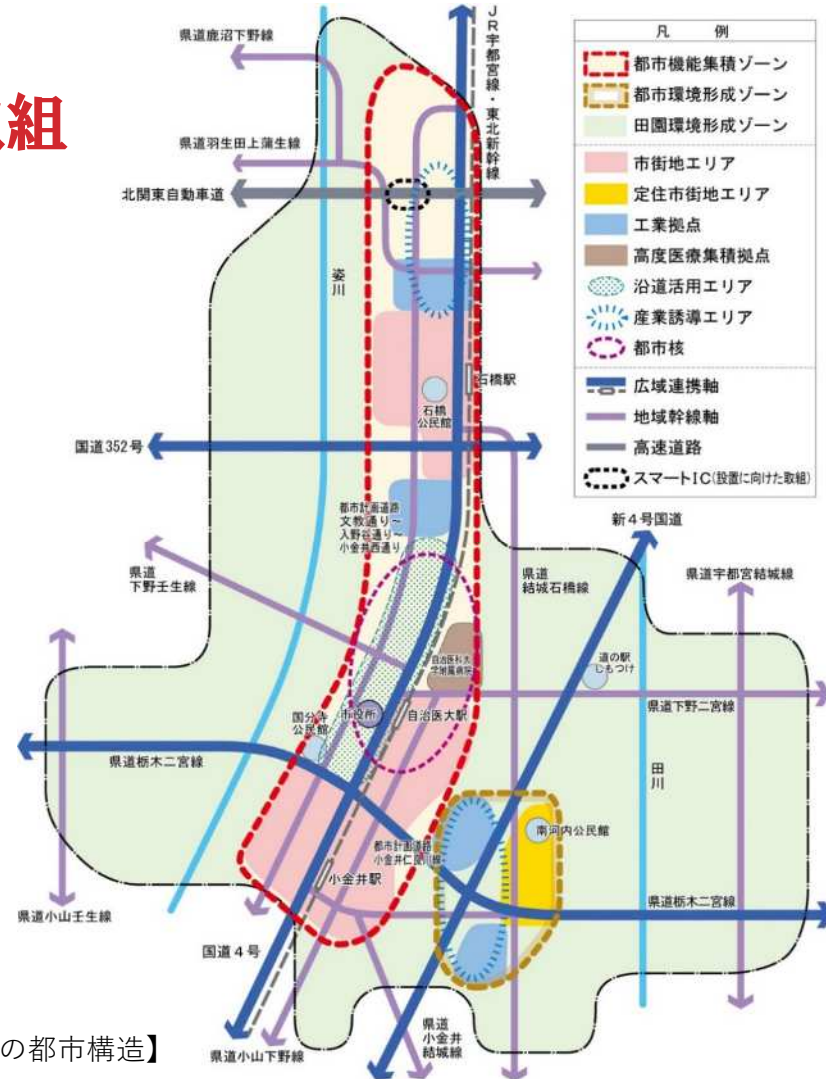 組
JR宇都宮線・東北新幹線
県道鹿沼下野線
県道羽生田上蒲生線
北関東自動車道
姿川
凡 例
都市機能集積ゾーン
都市環境形成ゾーン
田園環境形成ゾーン
市街地エリア
定住市街地エリア
工業拠点
高度医療集積拠点
沿道活用エリア
産業誘導エリア
都市核
広域連携軸
地域幹線軸
高速道路
スマートIC(設置に向けた取組)
石橋駅
石橋
公民館
国道352号
都市計画道路
文教通り〜
入野谷通り〜
小金井西通り
新4号国道
県道
下野壬生線
県道
結城石橋線
県道宇都宮結城線
自治医科大
学附属病院
道の駅
しもつけ
国分寺
公民館
市役所
自治医大駅
県道下野二宮線
県道栃木二宮線
田川
都市計画道路
小金井仁良川線
南河内公民館
小金井駅
県道栃木二宮線
県道小山壬生線
国道4号
県道小山下野線
県道
小金井
結城線
の都市構造】